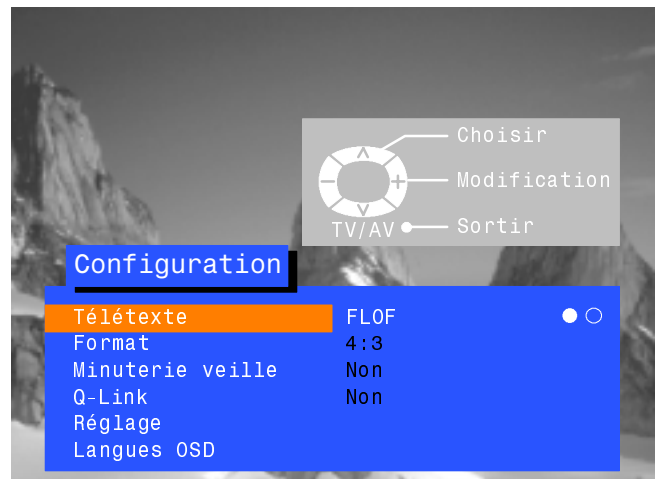 Choisir
Modification
TV/AV Sortir
Configuration
Télétexte FLOF
Format 4:3
Minuterie veille Non
Q-Link Non
Réglage
Langues OSD